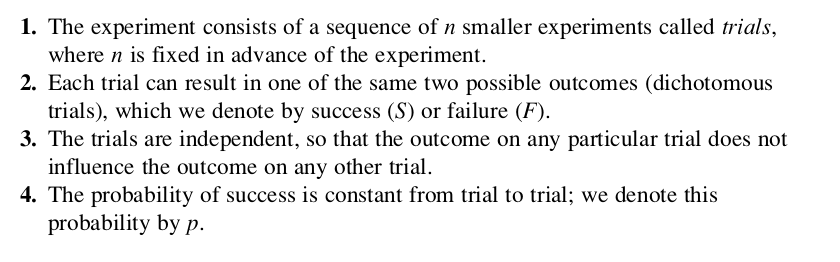 1. The experiment consists of a sequence of n smaller experiments called trials,
where n is fixed in advance of the experiment.
2. Each trial can result in one of the same two possible outcomes (dichotomous
trials), which we denote by success (S) or failure (F).
3. The trials are independent, so that the outcome on any particular trial does not
influence the outcome on any other trial.
4. The probability of success is constant from trial to trial; we denote this
probability by p.